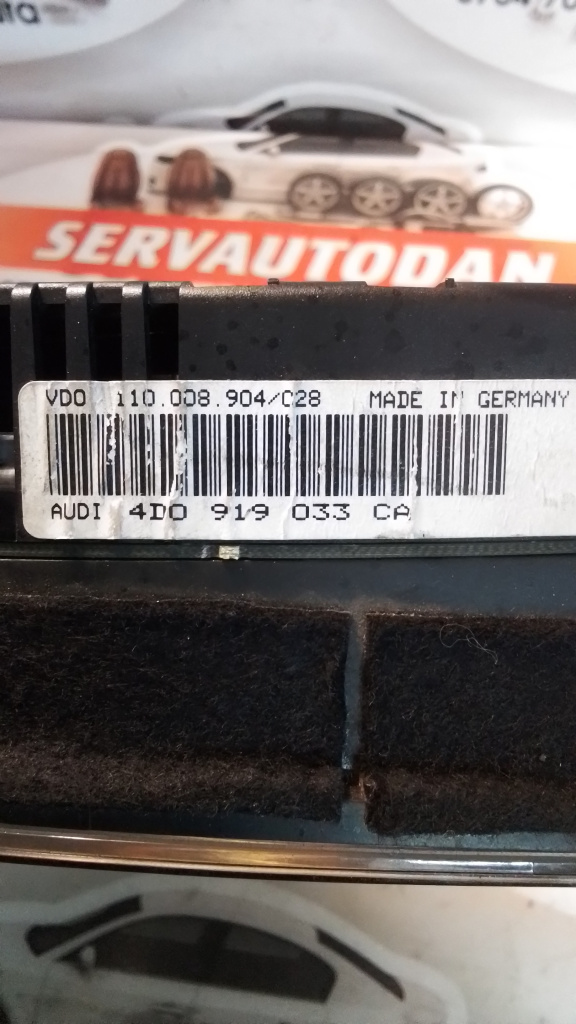 SERVAUTODAN
VDO 110.008.904/028 MADE IN GERMANY
AUDI 4D0 919 033 CA